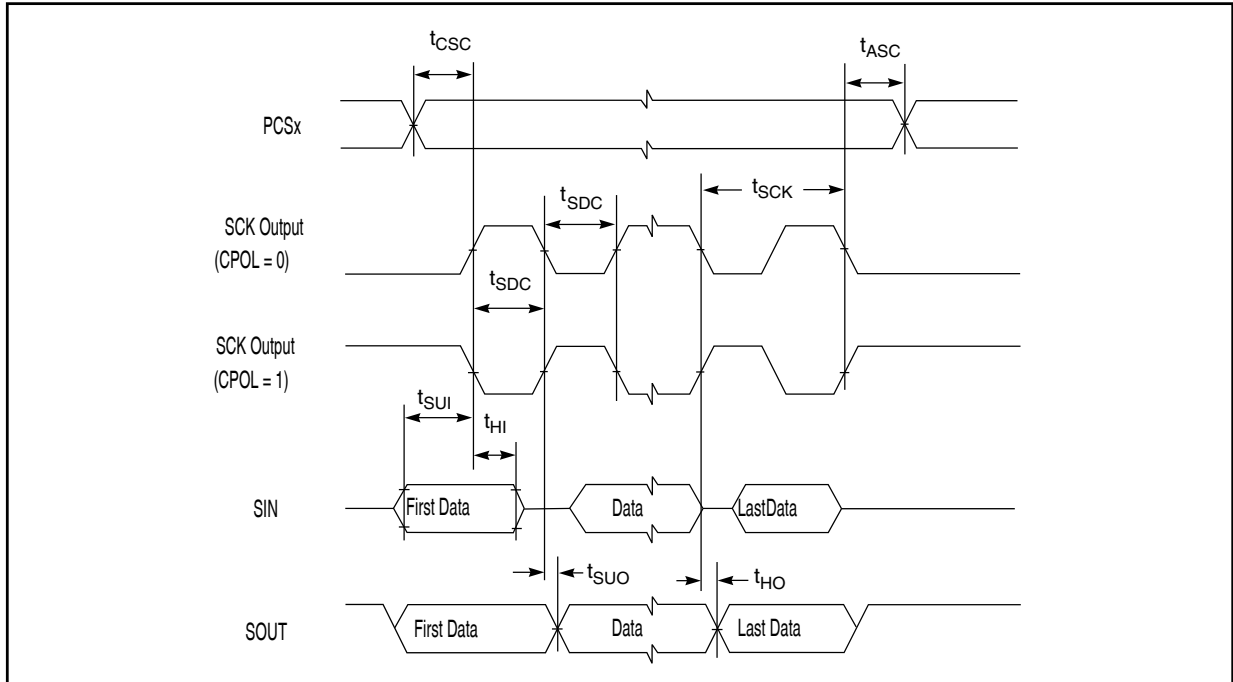 tCSC
tASC
PCSx
tSCK
tSDC
SCK Output
(CPOL = 0)
tSDC
SCK Output
(CPOL = 1)
tSUI
tHI
SIN
First Data
Data
LastData
tSUO
tHO
SOUT
First Data
Data
Last Data